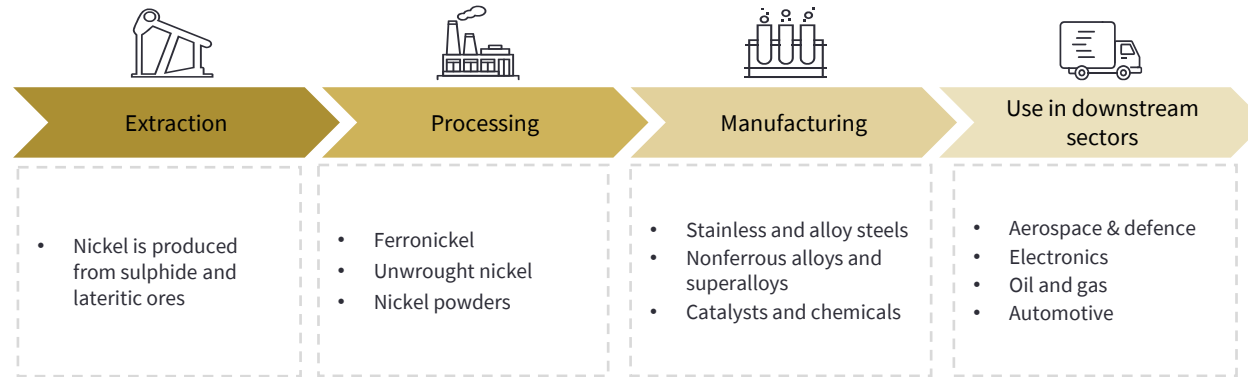 Extraction
Processing
Manufacturing
Use in downstream
sectors
• Nickel is produced
from sulphide and
lateritic ores
• Ferronickel
• Unwrought nickel
• Nickel powders
• Stainless and alloy steels
• Nonferrous alloys and
superalloys
• Catalysts and chemicals
• Aerospace & defence
• Electronics
• Oil and gas
• Automotive